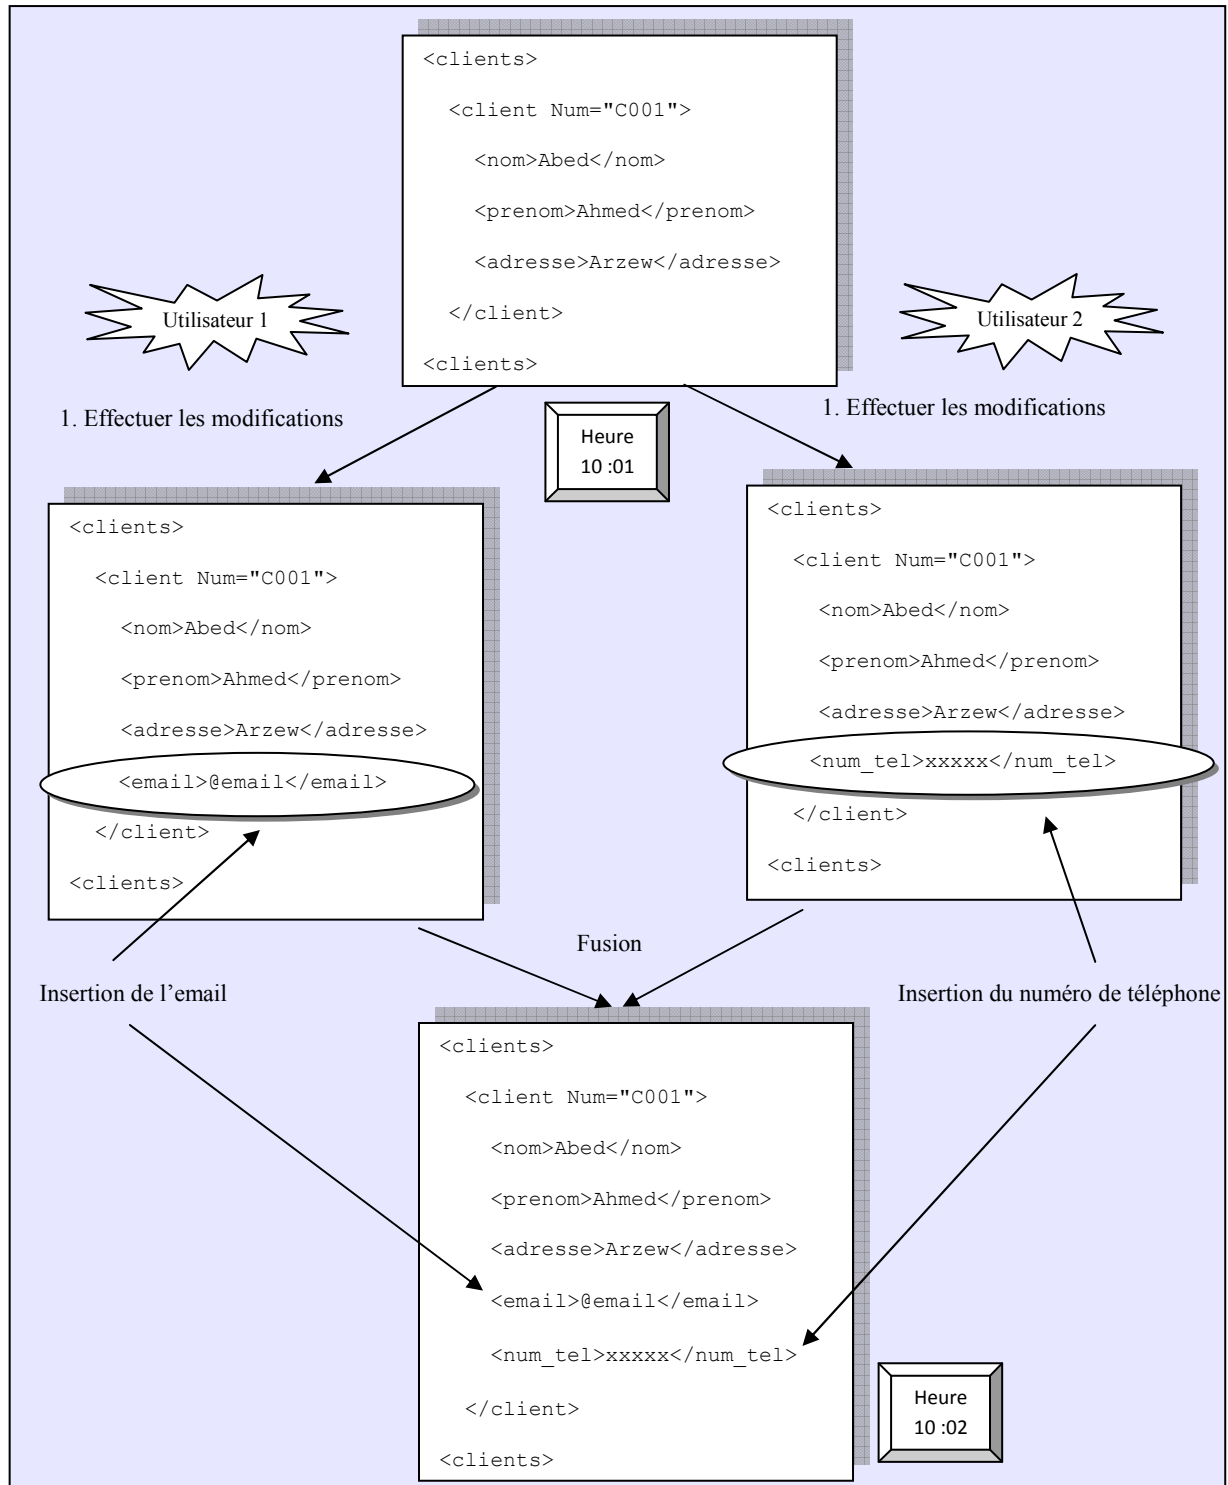 <clients>
<client Num="C001">
<nom>Abed</nom>
<prenom>Ahmed</prenom>
<adresse>Arzew</adresse>
</client>
<clients>
Utilisateur 1
Utilisateur 2
1. Effectuer les modifications
1. Effectuer les modifications
Heure
10 :01
<clients>
<client Num="C001">
<nom>Abed</nom>
<prenom>Ahmed</prenom>
<adresse>Arzew</adresse>
<email>@email</email>
</client>
<clients>
<clients>
<client Num="C001">
<nom>Abed</nom>
<prenom>Ahmed</prenom>
<adresse>Arzew</adresse>
<num_tel>xxxxx</num_tel>
</client>
<clients>
Fusion
Insertion de l’email
Insertion du numéro de téléphone
<clients>
<client Num="C001">
<nom>Abed</nom>
<prenom>Ahmed</prenom>
<adresse>Arzew</adresse>
<email>@email</email>
<num_tel>xxxxx</num_tel>
</client>
<clients>
Heure
10 :02